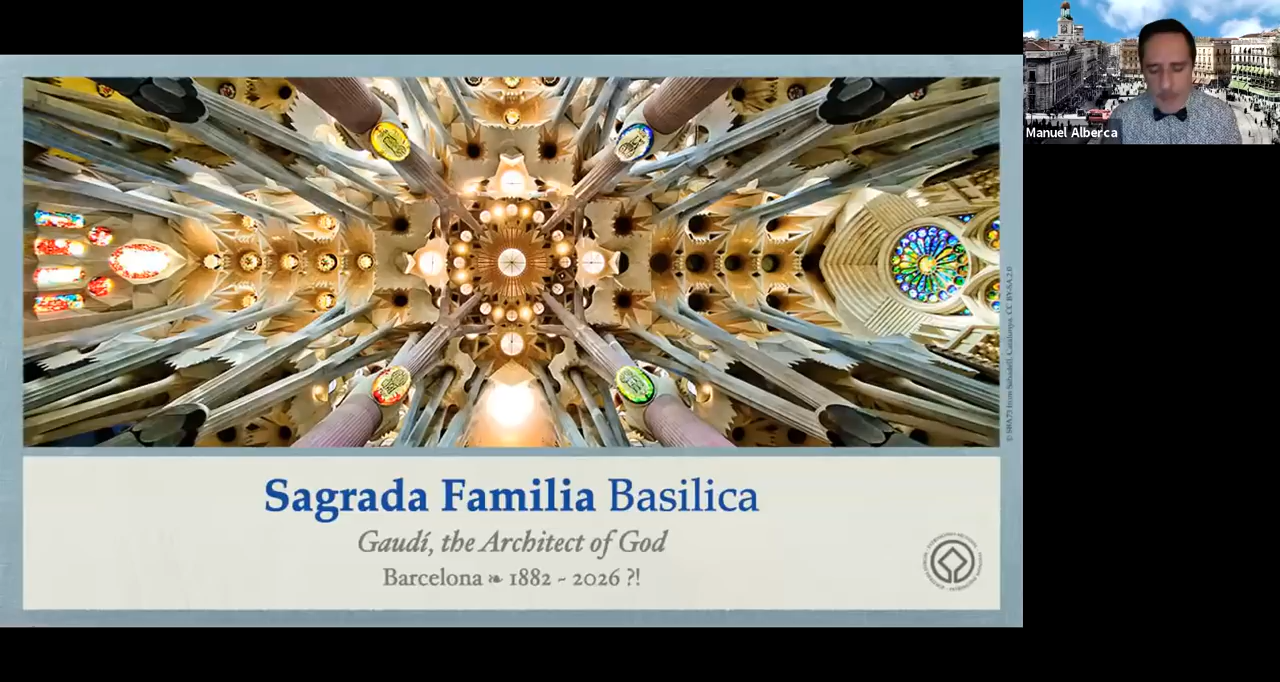 Manuel Alberca
Sagrada Familia Basilica
Gaudí, the Architect of God
Barcelona ❧ 1882 - 2026 ?!